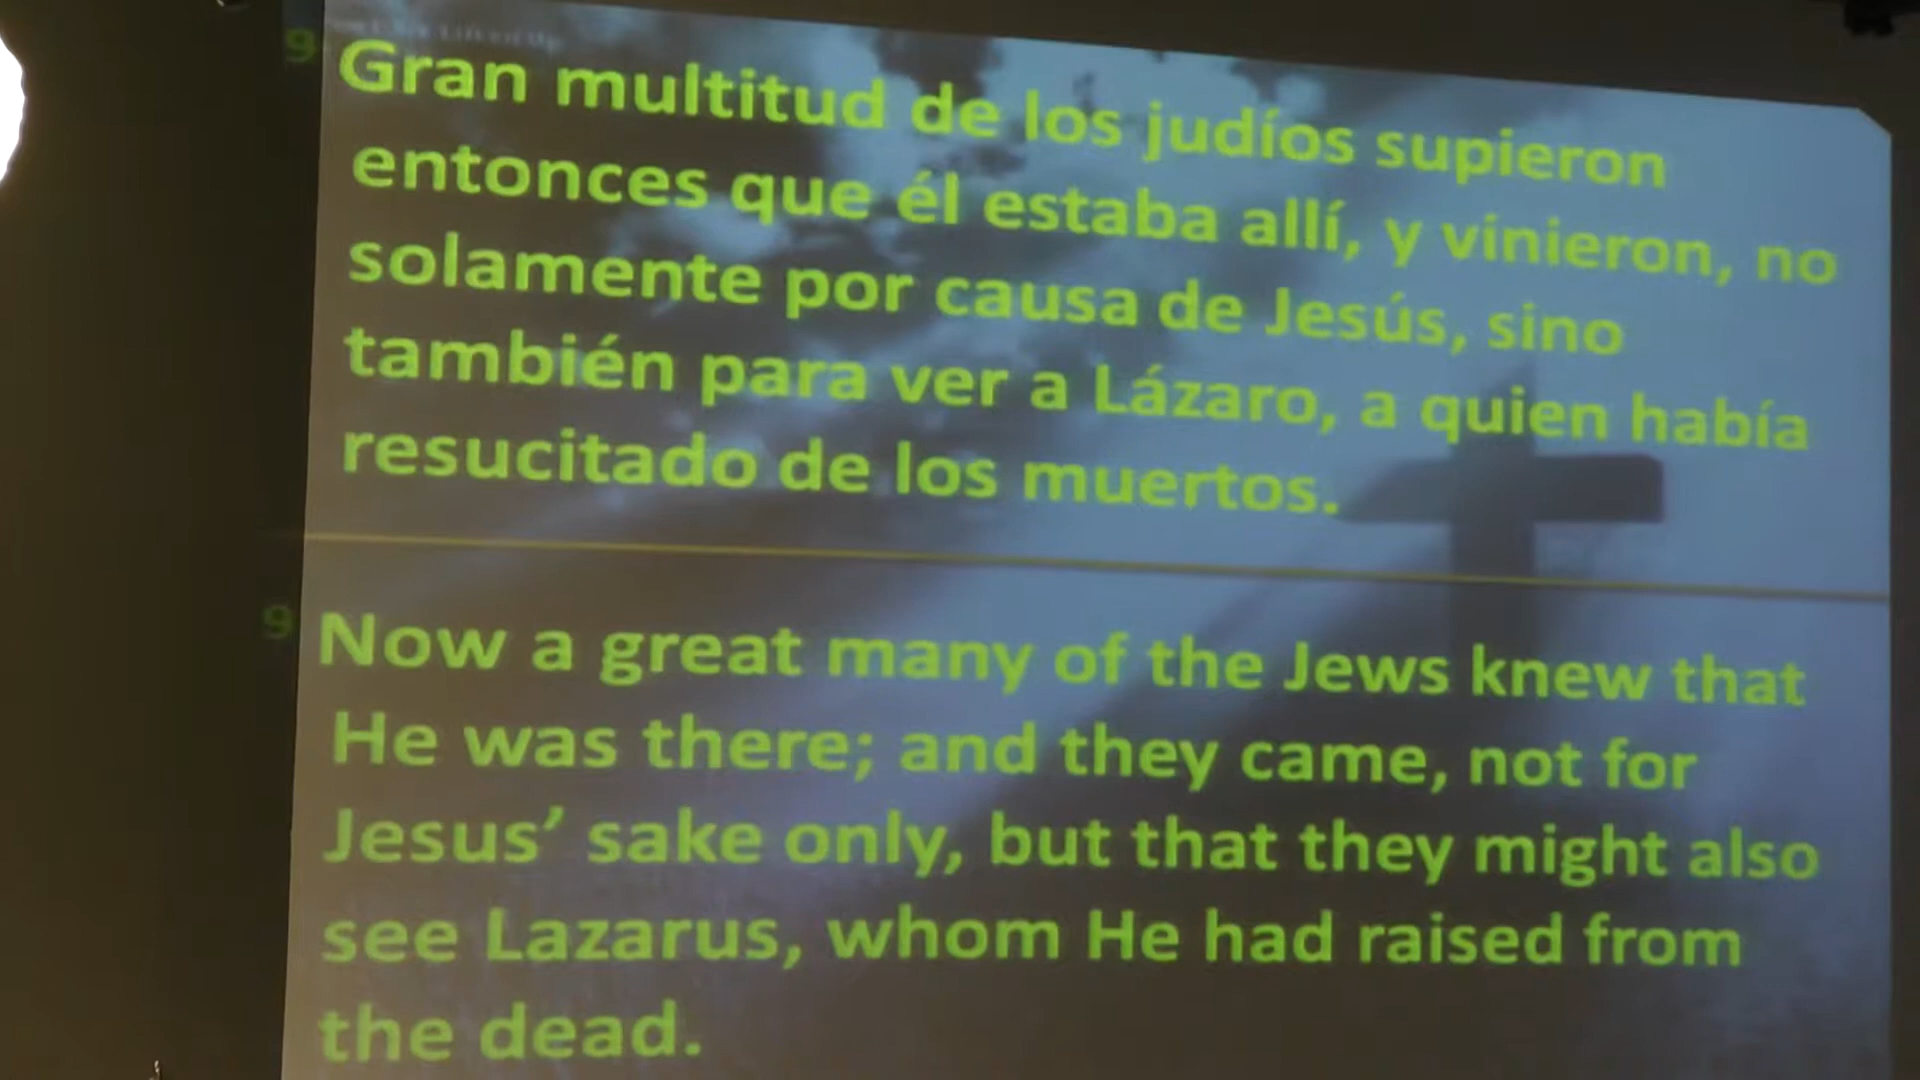 9 Gran multitud de los judíos supieron
entonces que él estaba allí, y vinieron, no
solamente por causa de Jesús, sino
también para ver a Lázaro, a quien había
resucitado de los muertos.
9 Now a great many of the Jews knew that
He was there; and they came, not for
Jesus’ sake only, but that they might also
see Lazarus, whom He had raised from
the dead.